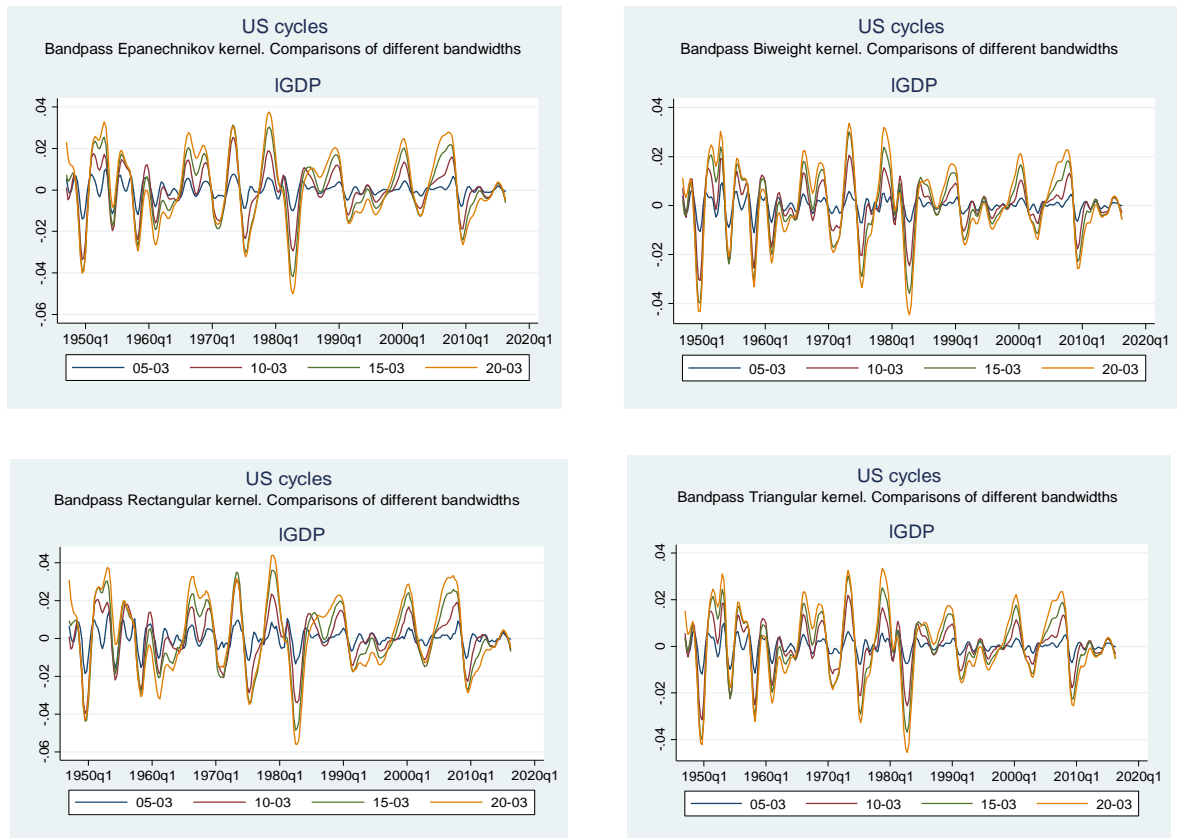 US cycles
Bandpass Epanechnikov kernel. Comparisons of different bandwidths
lGDP
.04
.02
0
-.02
-.04
-.06
1950q1 1960q1 1970q1 1980q1 1990q1 2000q1 2010q1 2020q1
05-03 10-03 15-03 20-03
US cycles
Bandpass Biweight kernel. Comparisons of different bandwidths
lGDP
.04
.02
0
-.02
-.04
1950q1 1960q1 1970q1 1980q1 1990q1 2000q1 2010q1 2020q1
05-03 10-03 15-03 20-03
US cycles
Bandpass Rectangular kernel. Comparisons of different bandwidths
lGDP
.04
.02
0
-.02
-.04
-.06
1950q1 1960q1 1970q1 1980q1 1990q1 2000q1 2010q1 2020q1
05-03 10-03 15-03 20-03
US cycles
Bandpass Triangular kernel. Comparisons of different bandwidths
lGDP
.04
.02
0
-.02
-.04
1950q1 1960q1 1970q1 1980q1 1990q1 2000q1 2010q1 2020q1
05-03 10-03 15-03 20-03